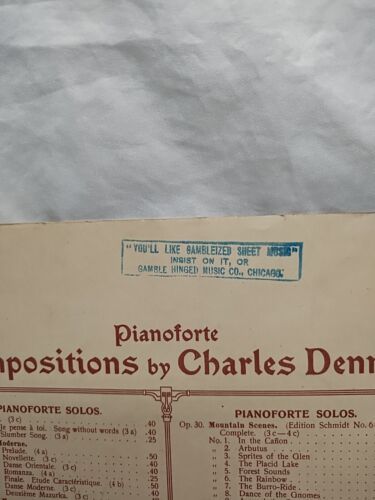 "YOU'LL LIKE GAMBLEIZED SHEET MUSIC"
INSIST ON IT, OR
GAMBLE HINGED MUSIC CO., CHICAGO.
Pianoforte
mpositions by Charles Denn
PIANOFORTE SOLOS.
. (3 c) .40
Je pense à toi. Song without words (3 a) .40
Slumber Song. (3 a) .25
oderne.
Prelude. (4 a) .40
Novellette. (3 c) .50
Danse Orientale. (3 c) .40
Romanza. (4 a) .40
Finale. Etude Caractéristique. (4 b) .25
Danse Moderne. (3 c) .50
Deuxième Mazurka. (3 c) .40
PIANOFORTE SOLOS.
Op. 30. Mountain Scenes. (Edition Schmidt No. 6
Complete. (3 c—4 c)
No. 1. In the Cañon
„ 2. Arbutus
„ 3. Sprites of the Glen
„ 4. The Placid Lake
„ 5. Forest Sounds
„ 6. The Rainbow
„ 7. The Burro-Ride
„ 8. Dance of the Gnomes